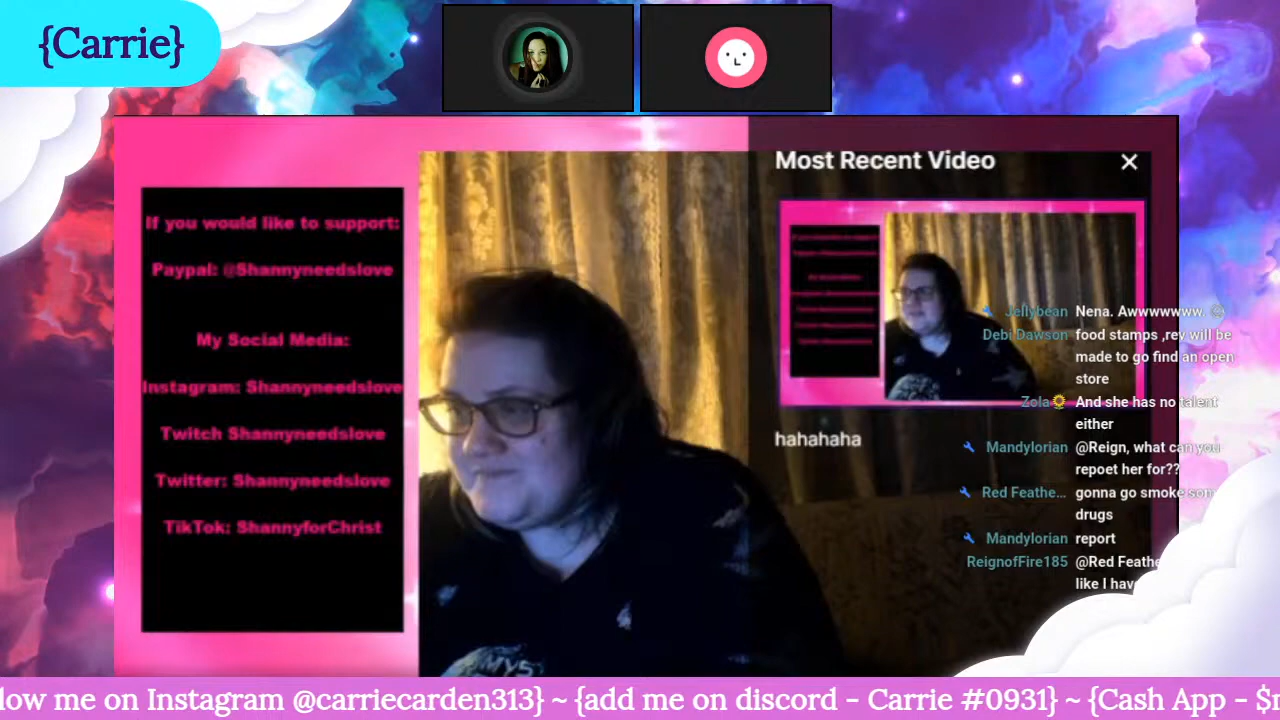 {Carrie}
If you would like to support:
Paypal: @Shannyneedslove
My Social Media:
Instagram: Shannyneedslove
Twitch Shannyneedslove
Twitter: Shannyneedslove
TikTok: ShannyforChrist
Most Recent Video
hahahaha
Jellybean Nena. Awwwwwww.
Debi Dawson food stamps ,rev will be
made to go find an open
store
Zola🌻 And she has no talent
either
Mandylorian @Reign, what can you
repoet her for??
Red Feathe... gonna go smoke som
drugs
Mandylorian report
ReignofFire185 @Red Feathe
like I hav
low me on Instagram @carriecarden313} ~ {add me on discord - Carrie #0931} ~ {Cash App - $r